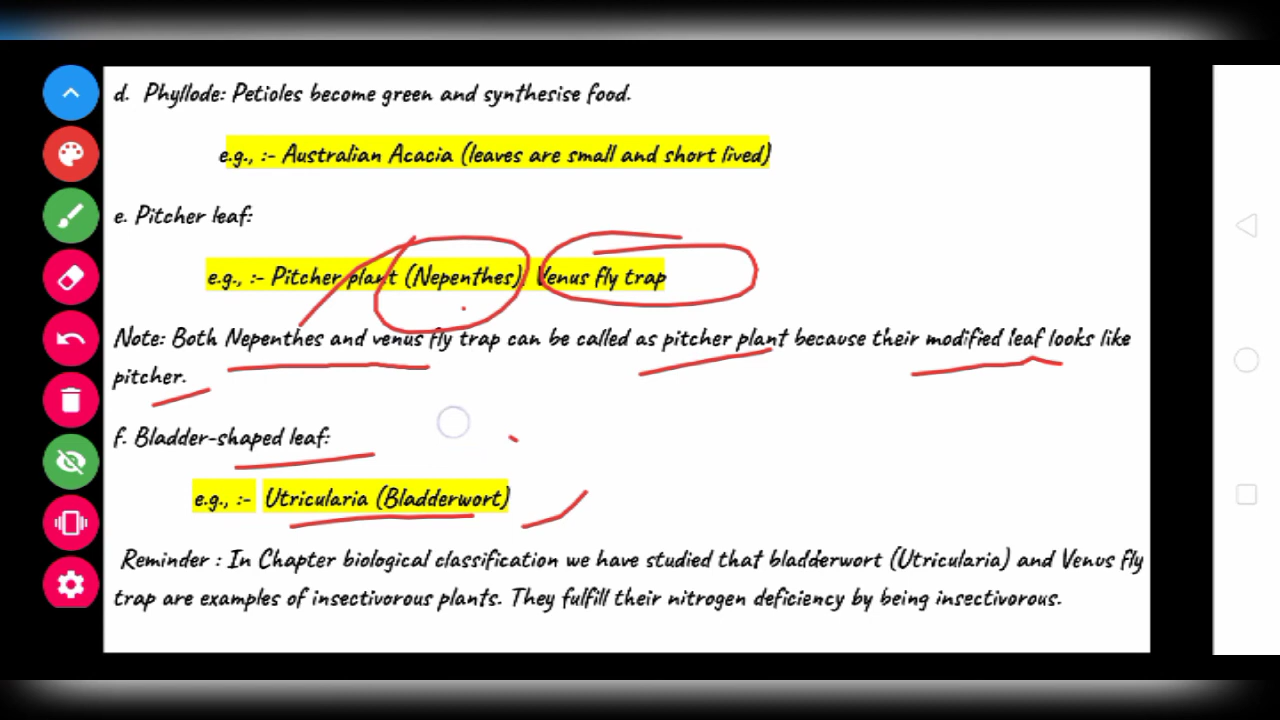 d. Phyllode: Petioles become green and synthesise food.
e.g., :- Australian Acacia (leaves are small and short lived)
e. Pitcher leaf:
e.g., :- Pitcher plant (Nepenthes), Venus fly trap
Note: Both Nepenthes and venus fly trap can be called as pitcher plant because their modified leaf looks like
pitcher.
f. Bladder-shaped leaf:
e.g., :- Utricularia (Bladderwort)
Reminder : In Chapter biological classification we have studied that bladderwort (Utricularia) and Venus fly
trap are examples of insectivorous plants. They fulfill their nitrogen deficiency by being insectivorous.